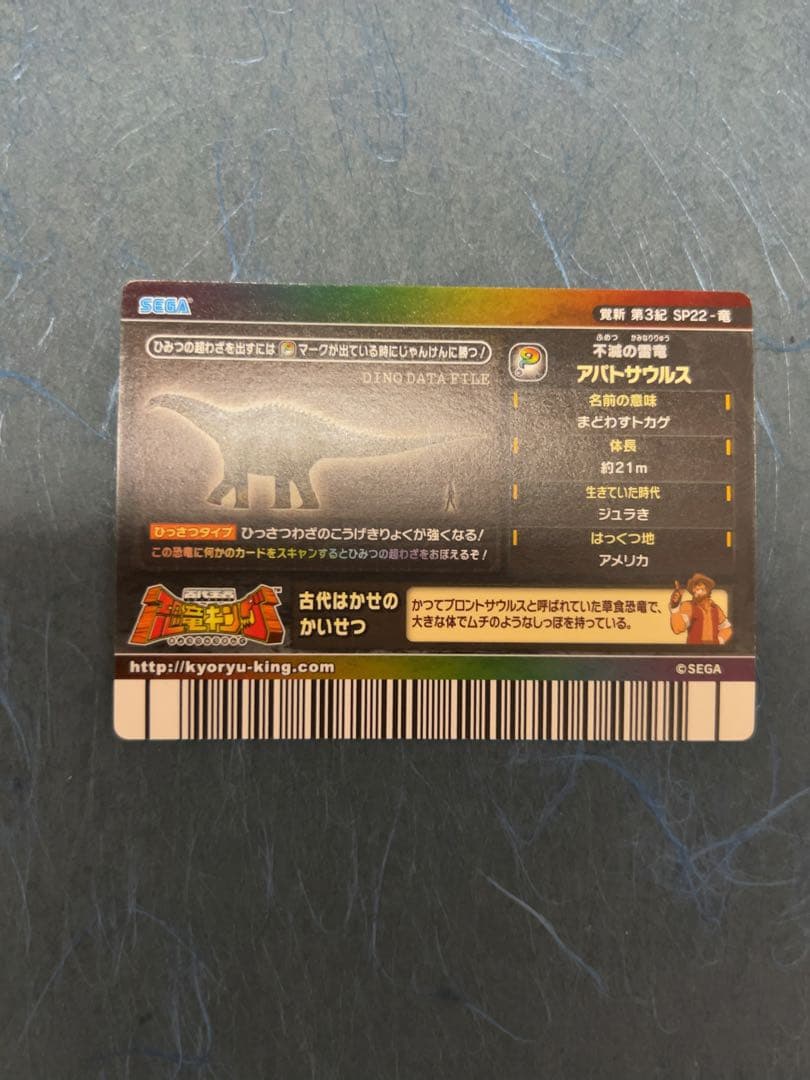 SEGA
覚新 第3紀 SP22-竜
ひみつの超わざを出すには マークが出ている時にじゃんけんに勝つ!
DINO DATA FILE
ふめつ かみなりりゅう
不滅の雷竜
アパトサウルス
名前の意味
まどわすトカゲ
体長
約21m
生きていた時代
ジュラき
はっくつ地
アメリカ
ひっさつタイプ ひっさつわざのこうげきりょくが強くなる!
この恐竜に何かのカードをスキャンするとひみつの超わざをおぼえるぞ!
古代王者
恐竜キング
古代はかせの
かいせつ
かつてブロントサウルスと呼ばれていた草食恐竜で、
大きな体でムチのようなしっぽを持っている。
http://kyoryu-king.com
©SEGA